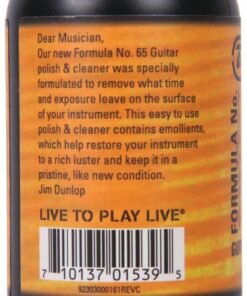 Dear Musician,
Our new Formula No. 65 Guitar
polish & cleaner was specially
formulated to remove what time
and exposure leave on the surface
of your instrument. This easy to use
polish & cleaner contains emollients,
which help restore your instrument
to a rich luster and keep it in a
pristine, like new condition.
Jim Dunlop
LIVE TO PLAY LIVE®
7 10137 01539 5
92303000161REVC
FORMULA No.